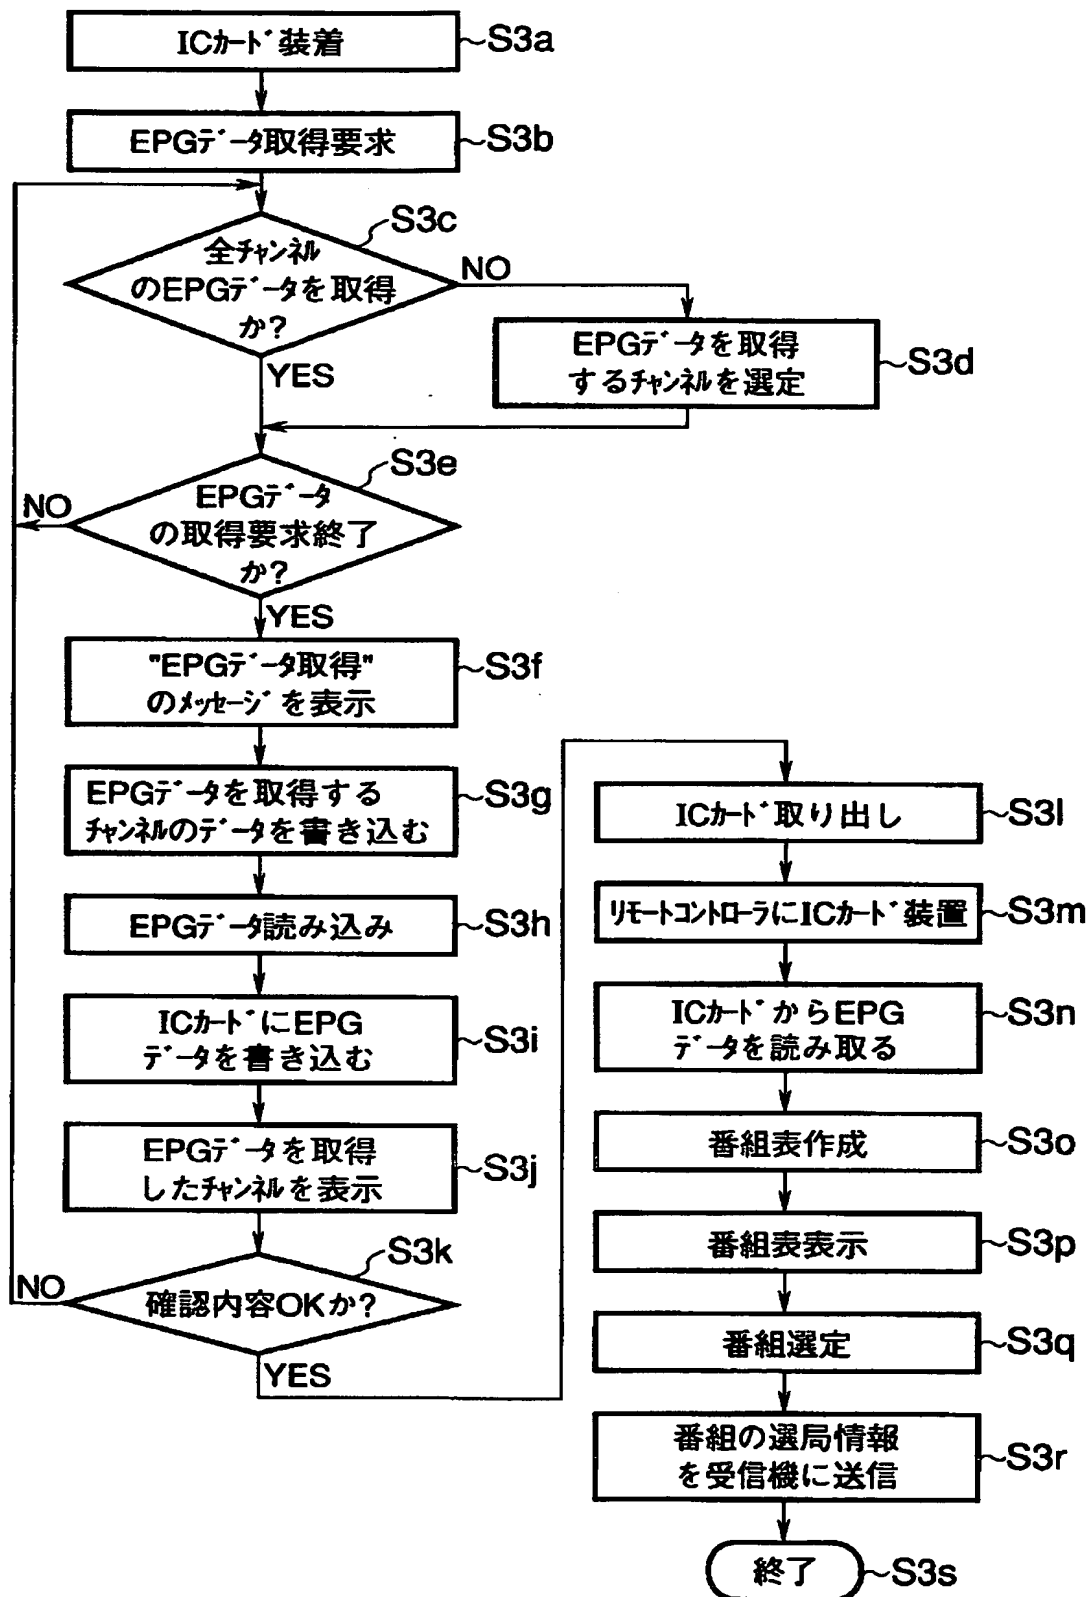 ICｶｰﾄﾞ装着
S3a
EPGﾃﾞｰﾀ取得要求
S3b
S3c
全ﾁｬﾝﾈﾙ
のEPGﾃﾞｰﾀを取得
か?
NO
YES
EPGﾃﾞｰﾀを取得
するﾁｬﾝﾈﾙを選定
S3d
S3e
EPGﾃﾞｰﾀ
の取得要求終了
か?
NO
YES
"EPGﾃﾞｰﾀ取得"
のﾒｯｾｰｼﾞを表示
S3f
EPGﾃﾞｰﾀを取得する
ﾁｬﾝﾈﾙのﾃﾞｰﾀを書き込む
S3g
EPGﾃﾞｰﾀ読み込み
S3h
ICｶｰﾄﾞにEPG
ﾃﾞｰﾀを書き込む
S3i
EPGﾃﾞｰﾀを取得
したﾁｬﾝﾈﾙを表示
S3j
S3k
確認内容OKか?
NO
YES
ICｶｰﾄﾞ取り出し
S3l
ﾘﾓｰﾄｺﾝﾄﾛｰﾗにICｶｰﾄﾞ装置
S3m
ICｶｰﾄﾞからEPG
ﾃﾞｰﾀを読み取る
S3n
番組表作成
S3o
番組表表示
S3p
番組選定
S3q
番組の選局情報
を受信機に送信
S3r
終了
S3s